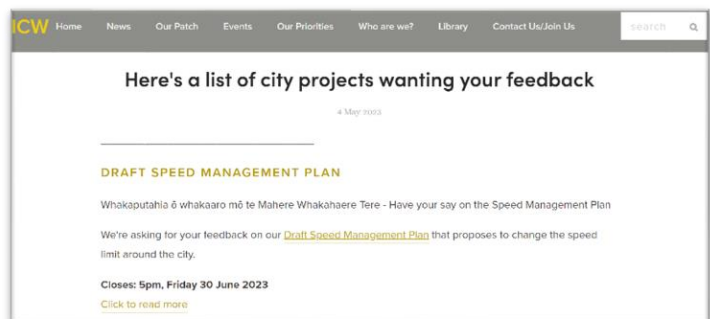 ICW Home News Our Patch Events Our Priorities Who are we? Library Contact Us/Join Us search
Here's a list of city projects wanting your feedback
4 May 2023
DRAFT SPEED MANAGEMENT PLAN
Whakaputahia ō whakaaro mō te Mahere Whakahaere Tere - Have your say on the Speed Management Plan
We're asking for your feedback on our Draft Speed Management Plan that proposes to change the speed
limit around the city.
Closes: 5pm, Friday 30 June 2023
Click to read more